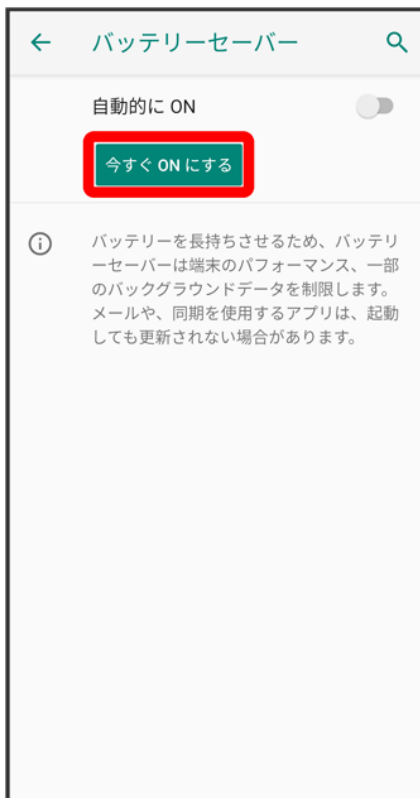 バッテリーセーバー
自動的に ON
今すぐ ON にする
バッテリーを長持ちさせるため、バッテリ
ーセーバーは端末のパフォーマンス、一部
のバックグラウンドデータを制限します。
メールや、同期を使用するアプリは、起動
しても更新されない場合があります。